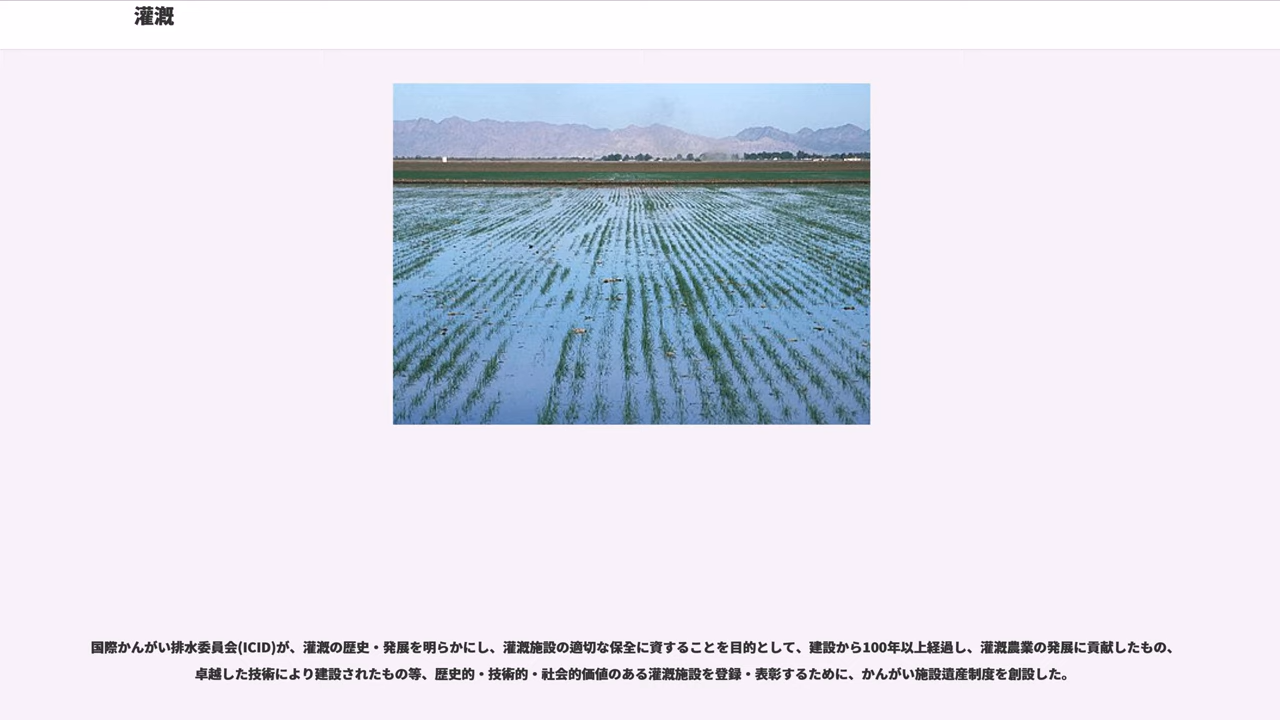 灌漑
国際かんがい排水委員会(ICID)が、灌漑の歴史・発展を明らかにし、灌漑施設の適切な保全に資することを目的として、建設から100年以上経過し、灌漑農業の発展に貢献したもの、
卓越した技術により建設されたもの等、歴史的・技術的・社会的価値のある灌漑施設を登録・表彰するために、かんがい施設遺産制度を創設した。